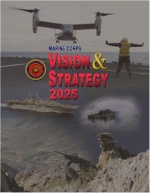 MARINE CORPS
VISION &
STRATEGY
2025